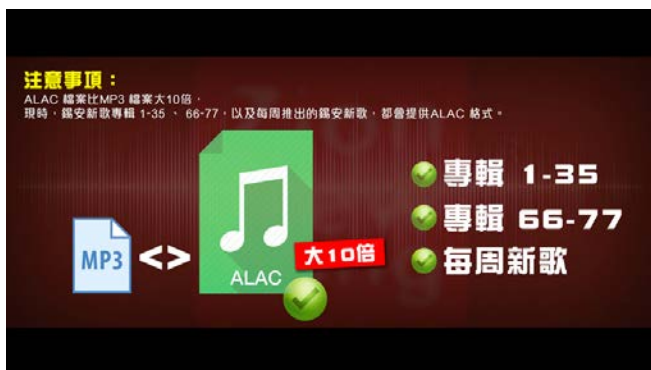 注意事項：
ALAC 檔案比MP3 檔案大10倍，
現時，錫安新歌專輯 1-35 、 66-77，以及每周推出的錫安新歌，都會提供ALAC 格式。
專輯 1-35
專輯 66-77
每周新歌
MP3
<>
ALAC
大10倍